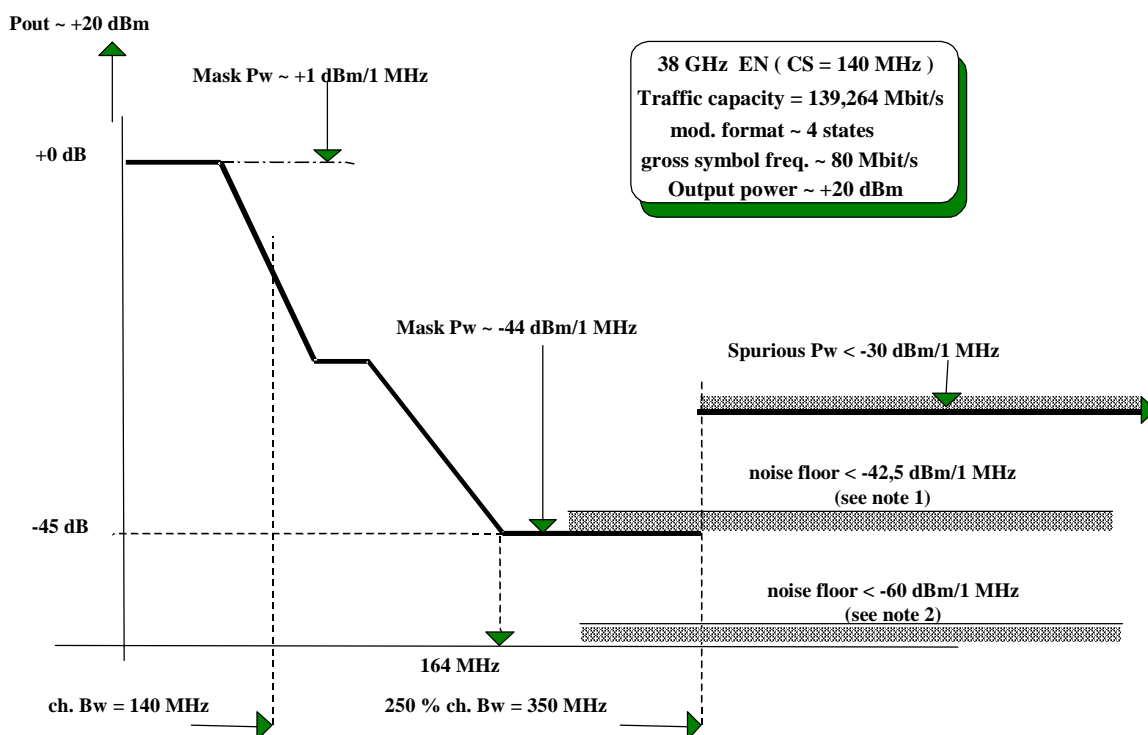 Pout ~ +20 dBm
Mask Pw ~ +1 dBm/1 MHz
38 GHz EN ( CS = 140 MHz )
Traffic capacity = 139,264 Mbit/s
mod. format ~ 4 states
gross symbol freq. ~ 80 Mbit/s
Output power ~ +20 dBm
+0 dB
Mask Pw ~ -44 dBm/1 MHz
Spurious Pw < -30 dBm/1 MHz
noise floor < -42,5 dBm/1 MHz
(see note 1)
-45 dB
noise floor < -60 dBm/1 MHz
(see note 2)
164 MHz
ch. Bw = 140 MHz
250 % ch. Bw = 350 MHz